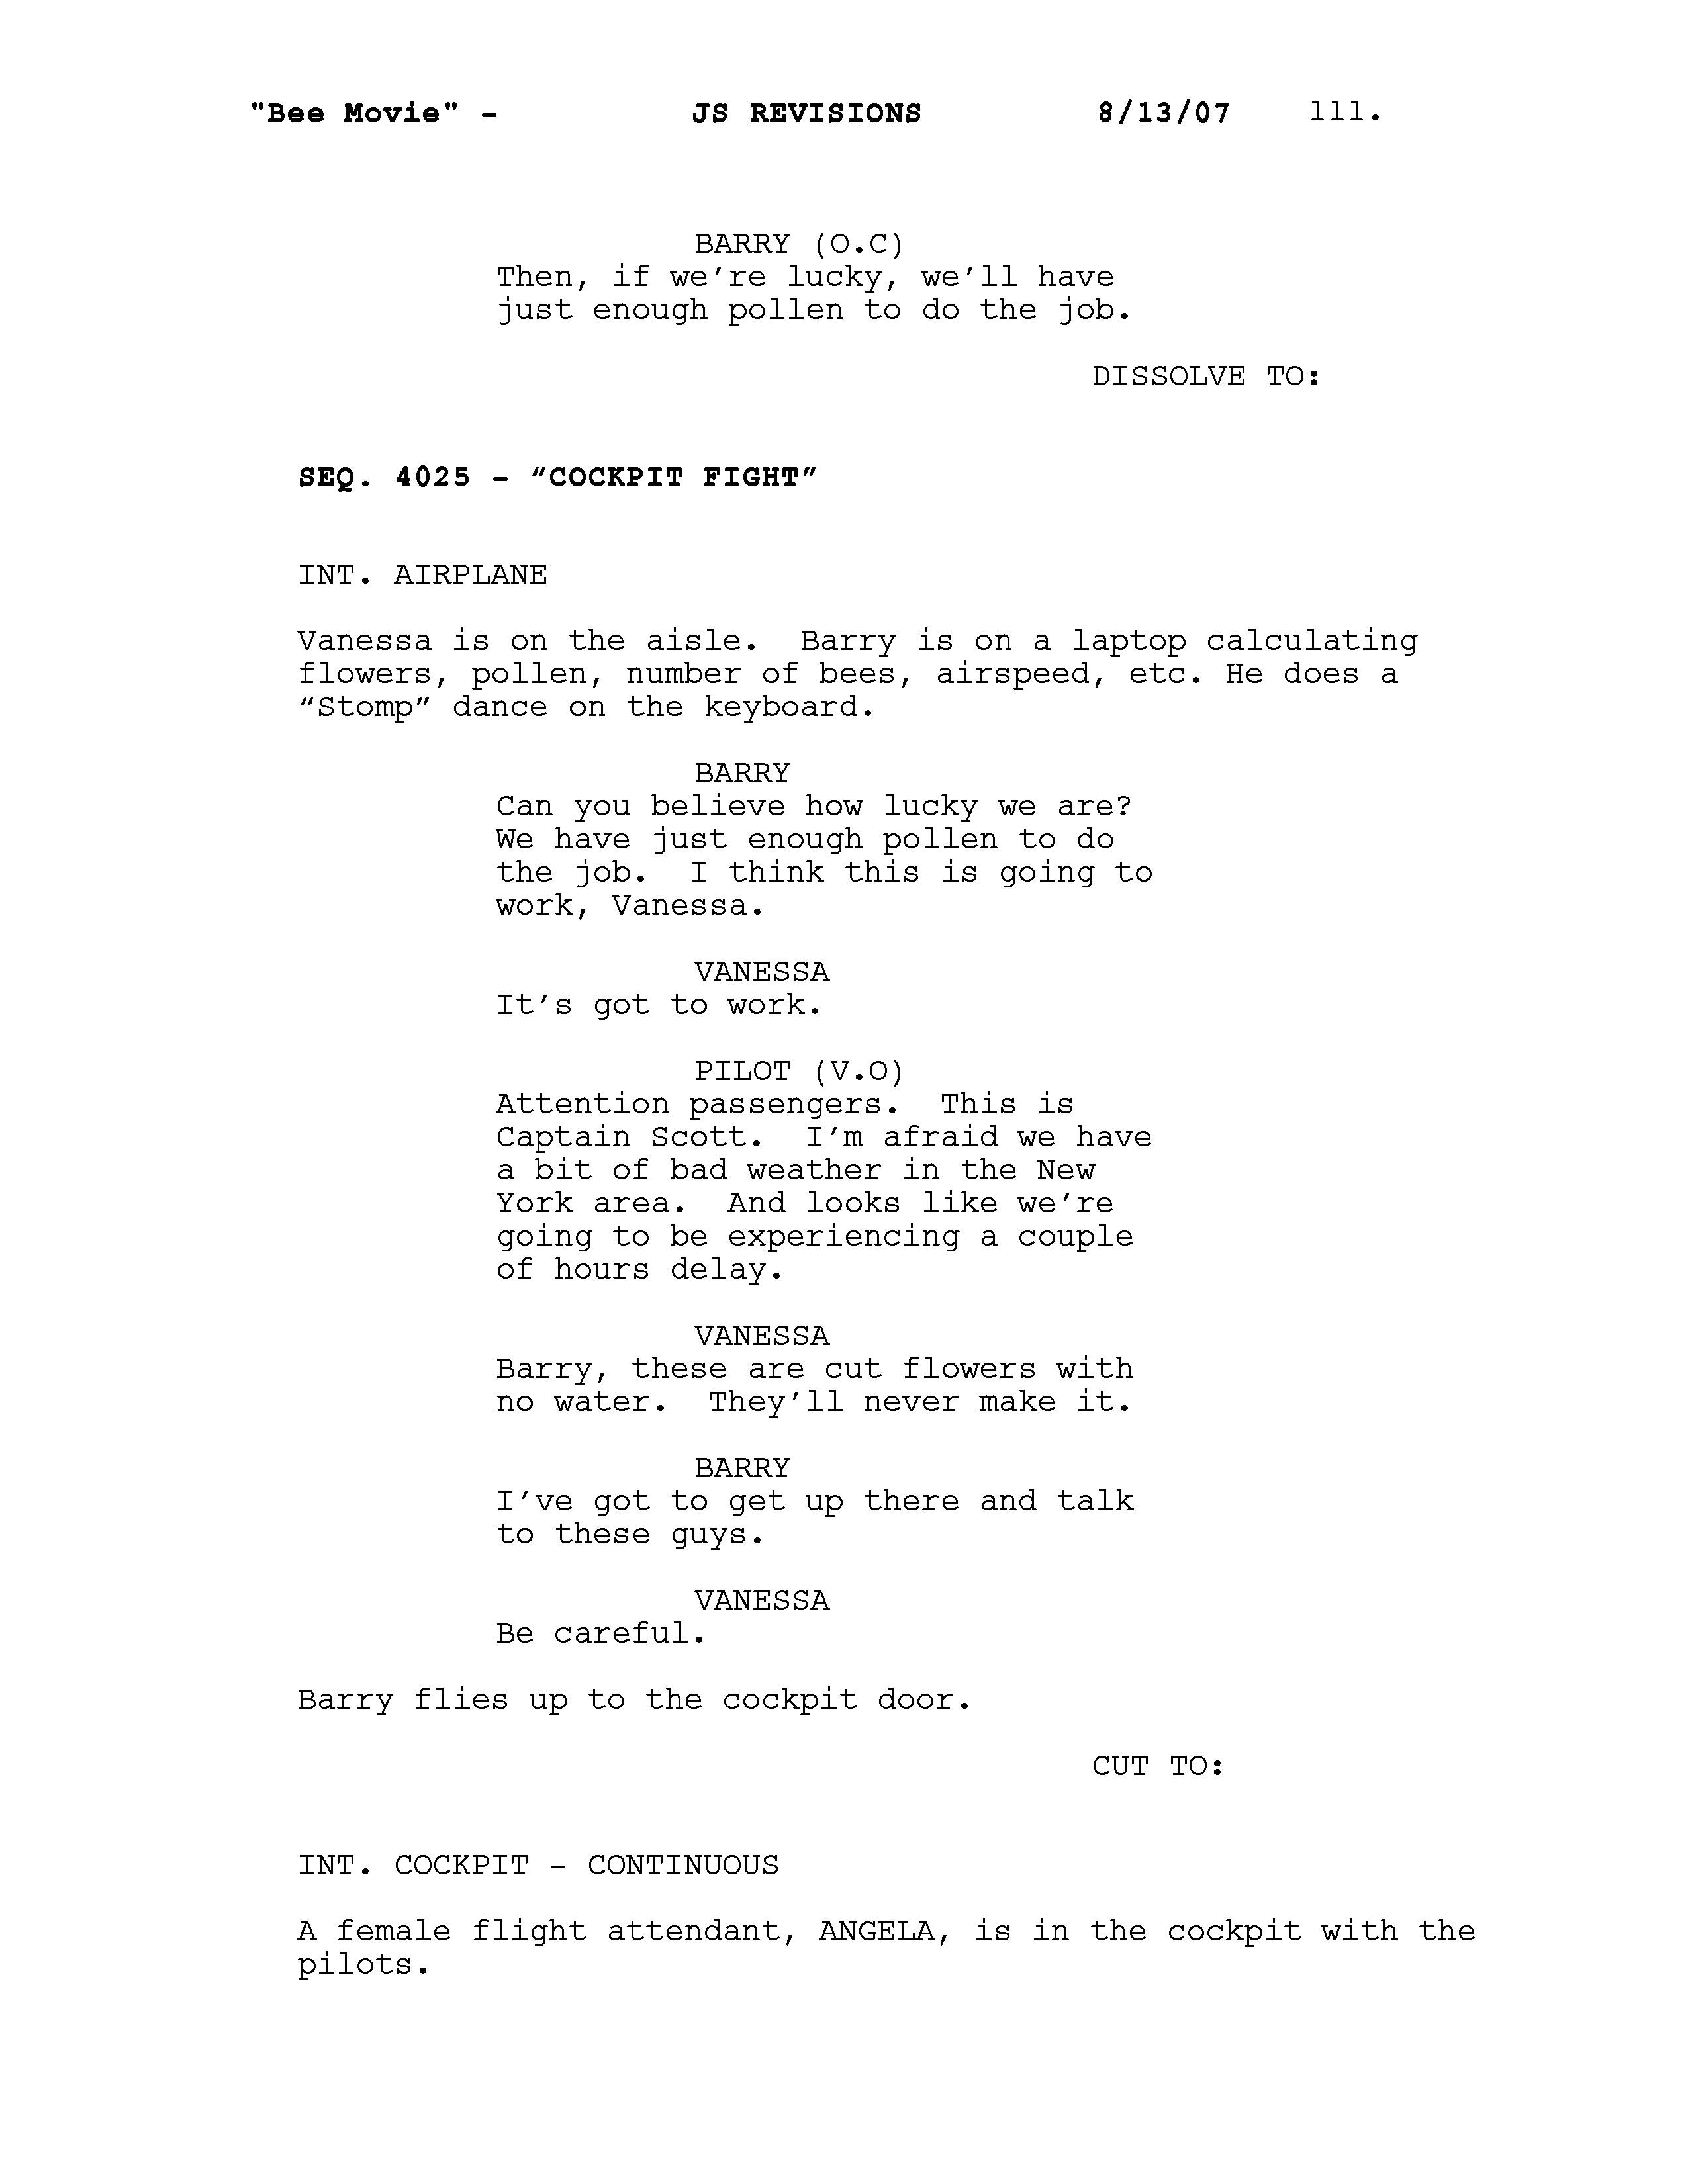 "Bee Movie" - JS REVISIONS 8/13/07 111.
BARRY (O.C)
Then, if we're lucky, we'll have
just enough pollen to do the job.
DISSOLVE TO:
SEQ. 4025 - “COCKPIT FIGHT”
INT. AIRPLANE
Vanessa is on the aisle. Barry is on a laptop calculating
flowers, pollen, number of bees, airspeed, etc. He does a
“Stomp” dance on the keyboard.
BARRY
Can you believe how lucky we are?
We have just enough pollen to do
the job. I think this is going to
work, Vanessa.
VANESSA
It's got to work.
PILOT (V.O)
Attention passengers. This is
Captain Scott. I'm afraid we have
a bit of bad weather in the New
York area. And looks like we're
going to be experiencing a couple
of hours delay.
VANESSA
Barry, these are cut flowers with
no water. They'll never make it.
BARRY
I've got to get up there and talk
to these guys.
VANESSA
Be careful.
Barry flies up to the cockpit door.
CUT TO:
INT. COCKPIT - CONTINUOUS
A female flight attendant, ANGELA, is in the cockpit with the
pilots.